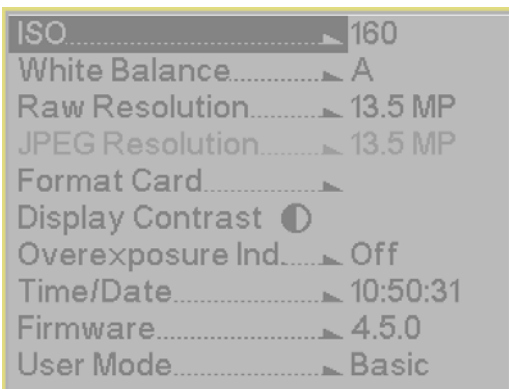 ISO 160
White Balance A
Raw Resolution 13.5 MP
JPEG Resolution 13.5 MP
Format Card
Display Contrast
Overexposure Ind. Off
Time/Date 10:50:31
Firmware 4.5.0
User Mode Basic